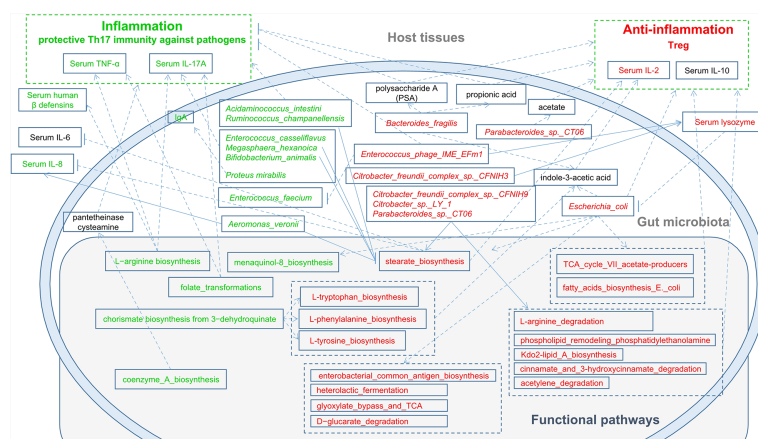 Inflammation
protective Th17 immunity against pathogens
Serum TNF-α
Serum IL-17A
Host tissues
Anti-inflammation
Treg
Serum IL-2
Serum IL-10
Serum human
β defensins
Serum IL-6
Serum IL-8
IgA
Acidaminococcus_intestini
Ruminococcus_champanellensis
Enterococcus_casseliflavus
Megasphaera_hexanoica
Bifidobacterium_animalis
Proteus mirabilis
Enterococcus_faecium
Aeromonas_veronii
polysaccharide A
(PSA)
propionic acid
acetate
Bacteroides_fragilis
Parabacteroides_sp._CT06
Serum lysozyme
Enterococcus_phage_IME_EFm1
Citrobacter_freundii_complex_sp._CFNIH3
indole-3-acetic acid
Citrobacter_freundii_complex_sp._CFNIH9
Citrobacter_sp._LY_1
Parabacteroides_sp._CT06
Escherichia_coli
Gut microbiota
pantetheinase
cysteamine
L−arginine biosynthesis
menaquinol-8_biosynthesis
stearate_biosynthesis
TCA_cycle_VII_acetate-producers
fatty_acids_biosynthesis_E._coli
folate_transformations
L-tryptophan_biosynthesis
chorismate biosynthesis from 3−dehydroquinate
L-phenylalanine_biosynthesis
L-tyrosine_biosynthesis
L-arginine_degradation
phospholipid_remodeling_phosphatidylethanolamine
Kdo2-lipid_A_biosynthesis
cinnamate_and_3-hydroxycinnamate_degradation
acetylene_degradation
coenzyme_A_biosynthesis
enterobacterial_common_antigen_biosynthesis
heterolactic_fermentation
glyoxylate_bypass_and_TCA
D−glucarate_degradation
Functional pathways